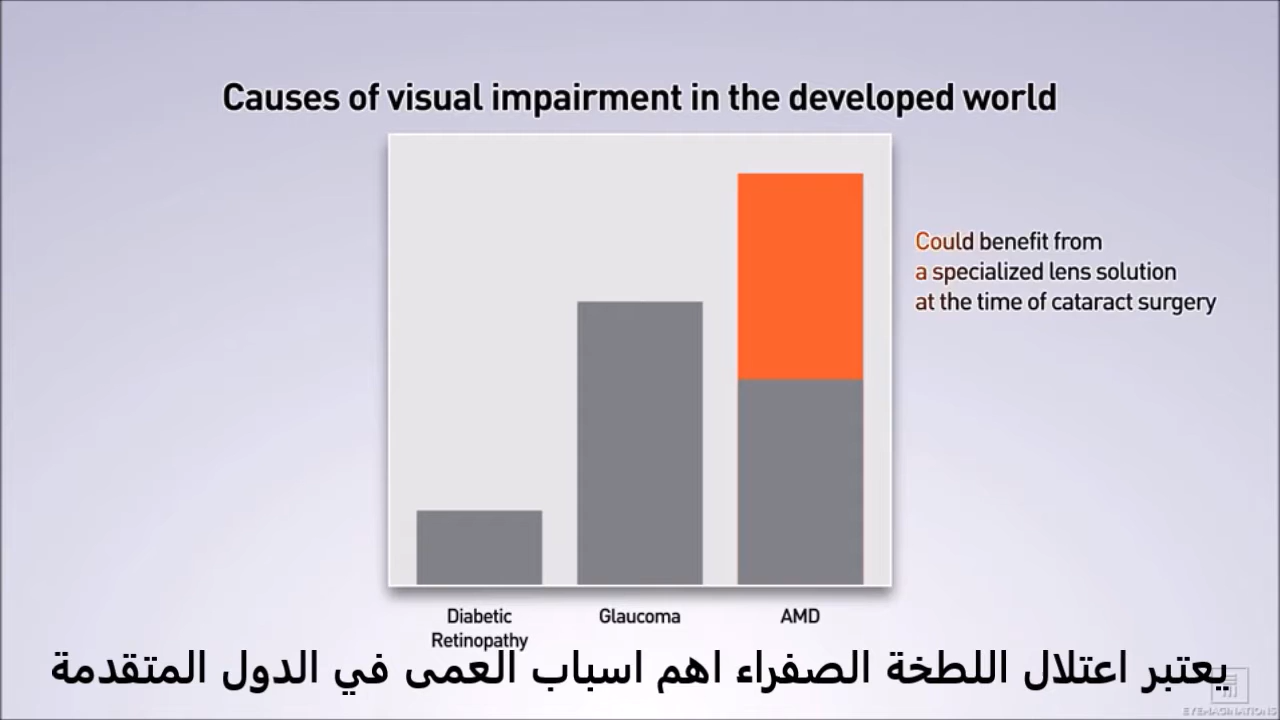 Causes of visual impairment in the developed world
Could benefit from
a specialized lens solution
at the time of cataract surgery
Diabetic
Retinopathy
Glaucoma
AMD
يعتبر اعتلال اللطخة الصفراء اهم اسباب العمى في الدول المتقدمة
EYEMAGINATIONS